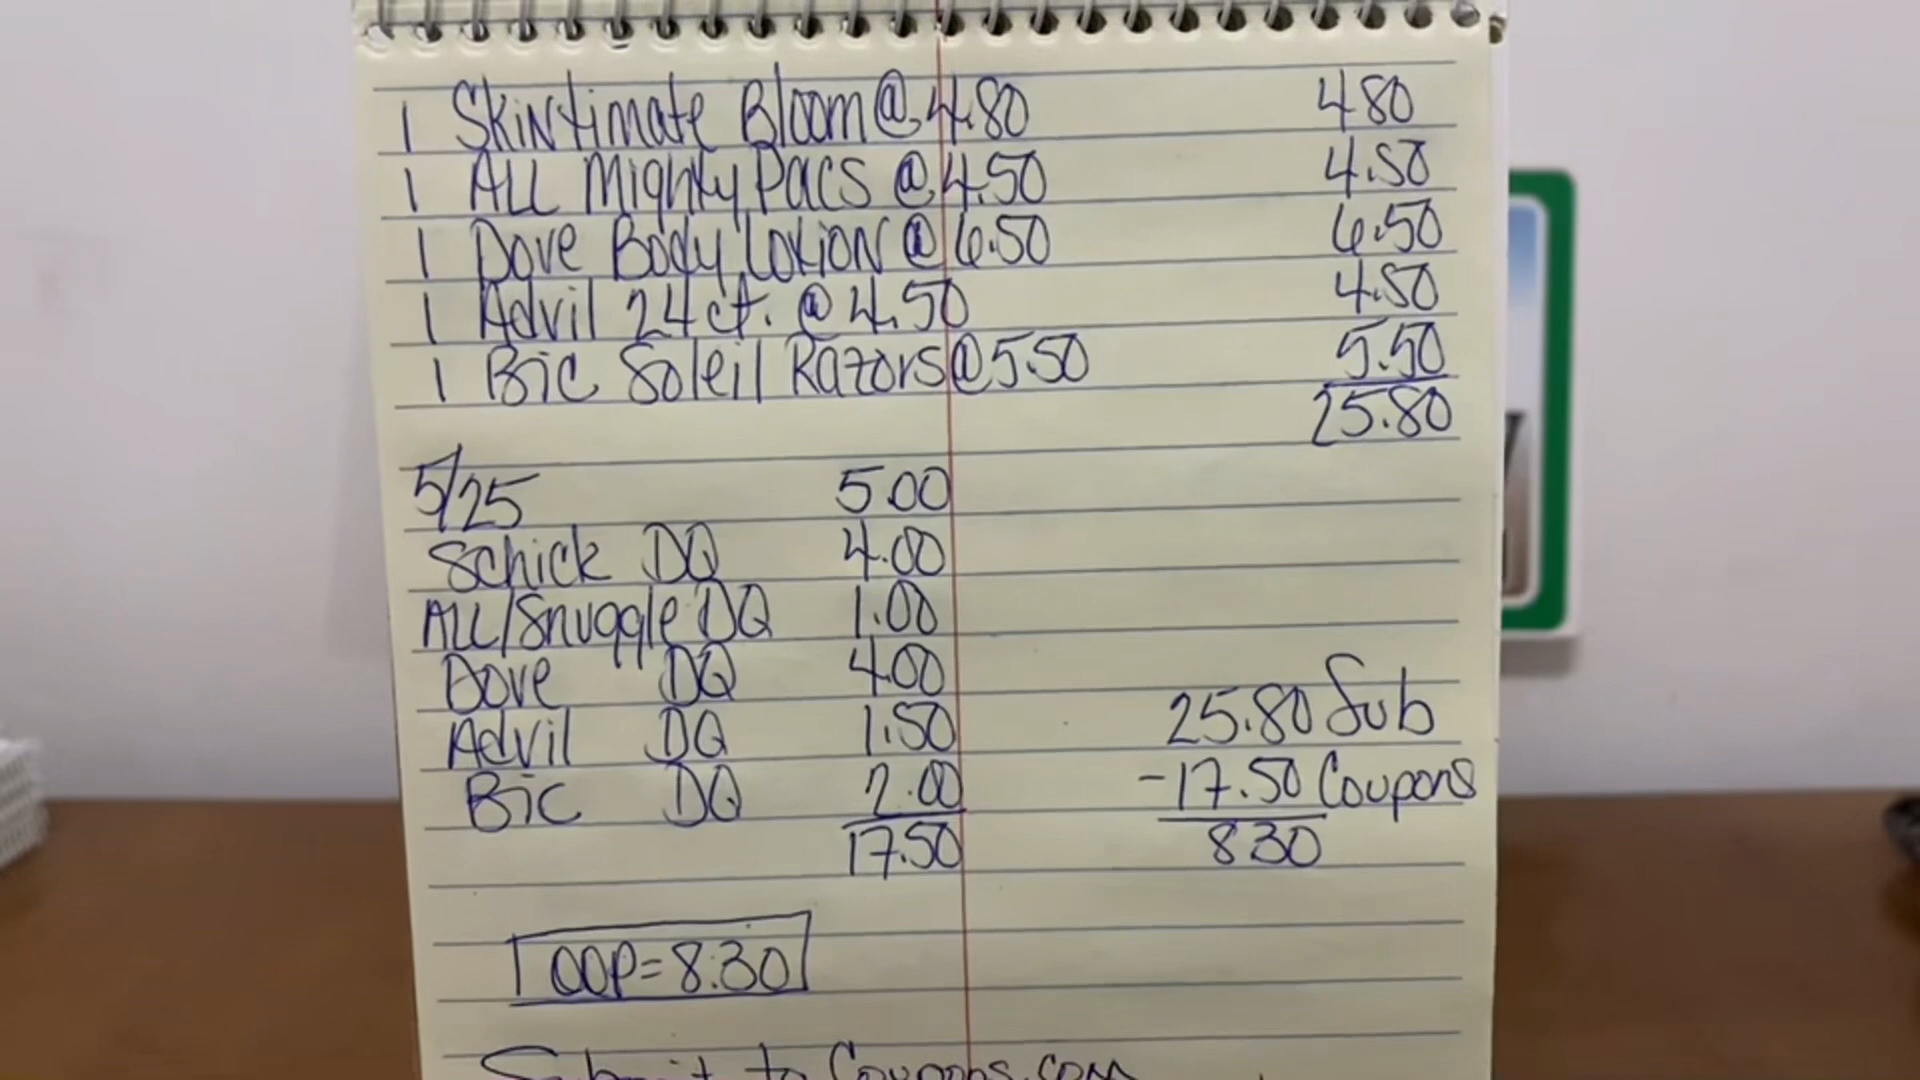 1 Skintimate Bloom @ 4.80 4 80
1 ALL Mighty Pacs @ 4.50 4.50
1 Dove Body Lotion @ 6.50 6.50
1 Advil 24 ct. @ 4.50 4.50
1 Bic Soleil Razors @ 5.50 5.50
25.80
5/25 5.00
Schick DQ 4.00
ALL/Snuggle DQ 1.00
Dove DQ 4.00
Advil DQ 1.50
Bic DQ 2.00
17.50
25.80 Sub
-17.50 Coupons
8 30
OOP = 8.30
Submit to Coupons.com